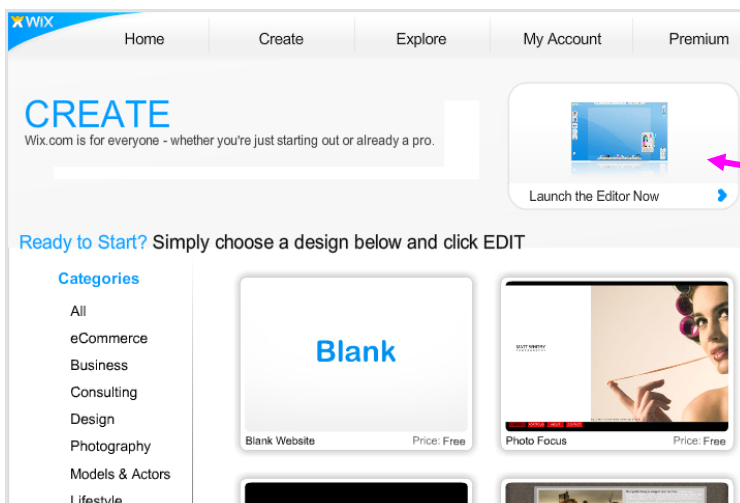 WIX
Home Create Explore My Account Premium
CREATE
Wix.com is for everyone - whether you're just starting out or already a pro.
Launch the Editor Now
Ready to Start? Simply choose a design below and click EDIT
Categories
All
eCommerce
Business
Consulting
Design
Photography
Models & Actors
Lifestyle
Blank
Blank Website Price: Free
Photo Focus Price: Free